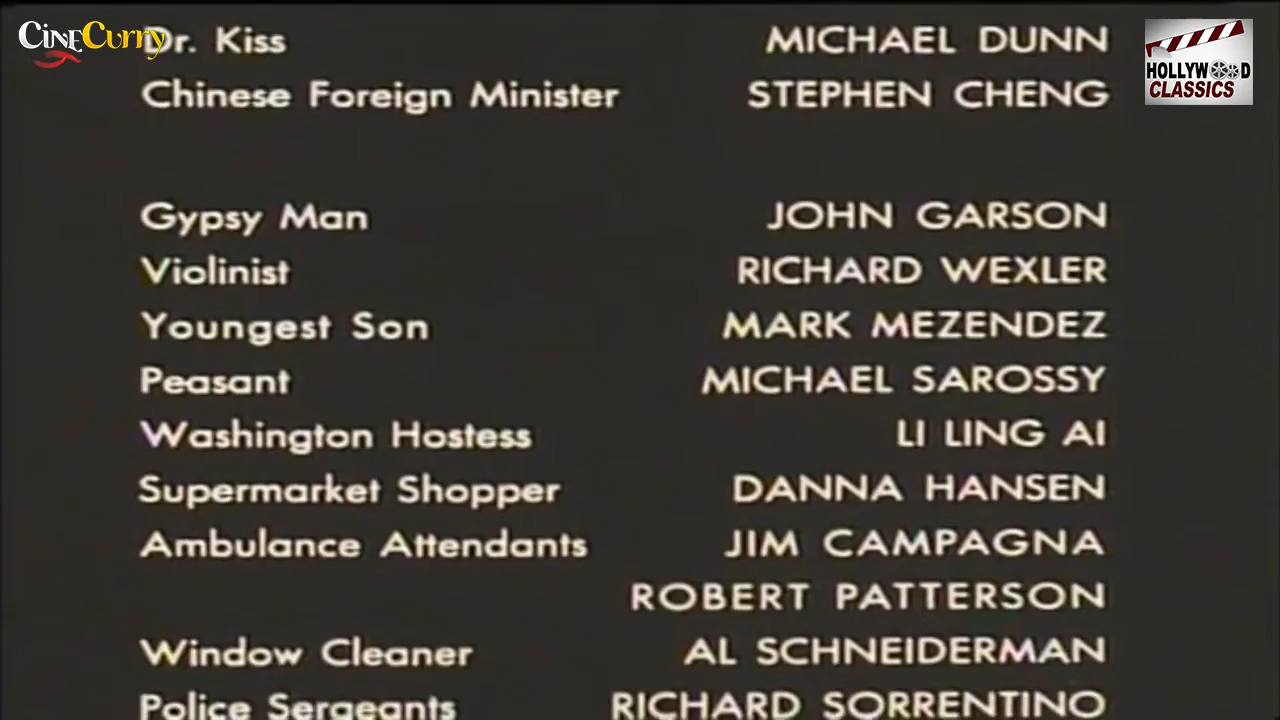 CineCurry
Dr. Kiss MICHAEL DUNN
Chinese Foreign Minister STEPHEN CHENG
HOLLYWOOD
CLASSICS
Gypsy Man JOHN GARSON
Violinist RICHARD WEXLER
Youngest Son MARK MEZENDEZ
Peasant MICHAEL SAROSSY
Washington Hostess LI LING AI
Supermarket Shopper DANNA HANSEN
Ambulance Attendants JIM CAMPAGNA
ROBERT PATTERSON
Window Cleaner AL SCHNEIDERMAN
Police Sergeants RICHARD SORRENTINO